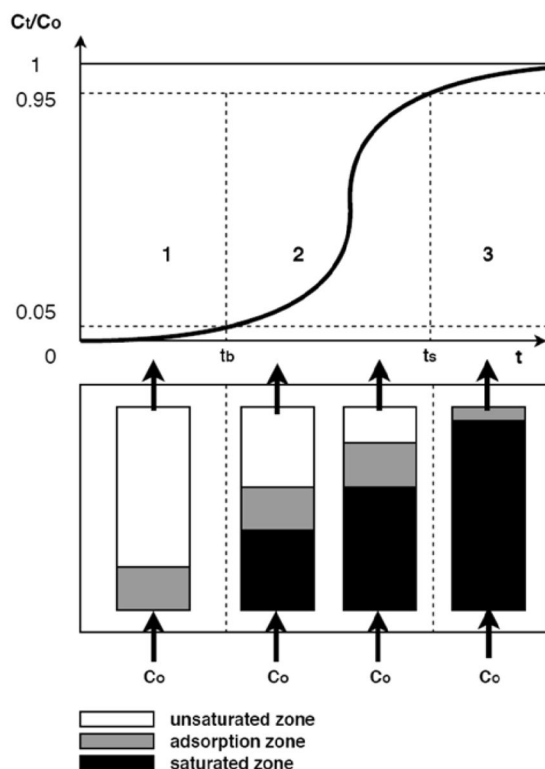 Ct/Co
1
0.95
1 2 3
0.05
0 tb ts t
Co Co Co Co
unsaturated zone
adsorption zone
saturated zone